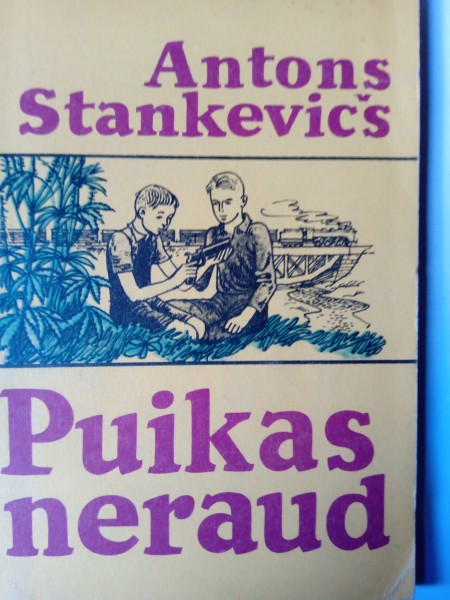 Antons
Stankevičs
Puikas
neraud